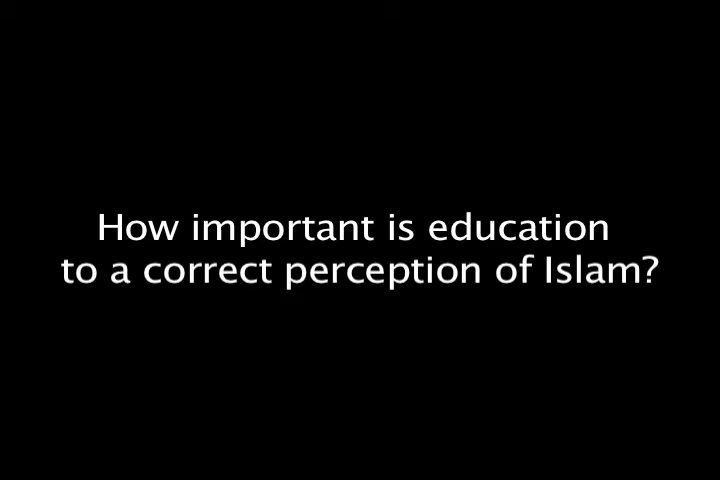 How important is education
to a correct perception of Islam?